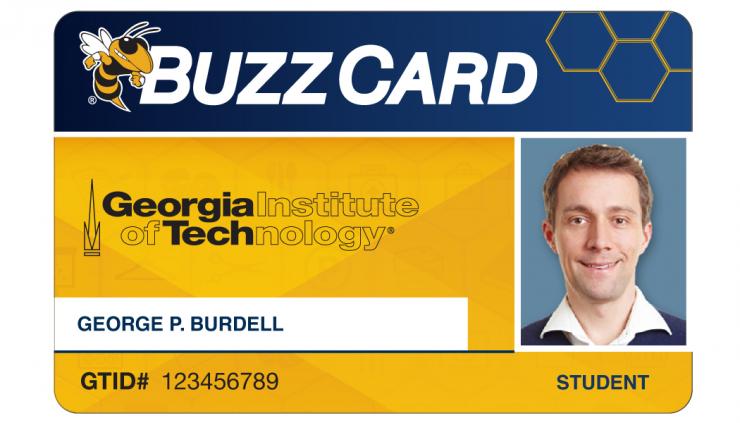 BUZZCARD
®
Georgia Institute
of Technology®
GEORGE P. BURDELL
GTID# 123456789
STUDENT